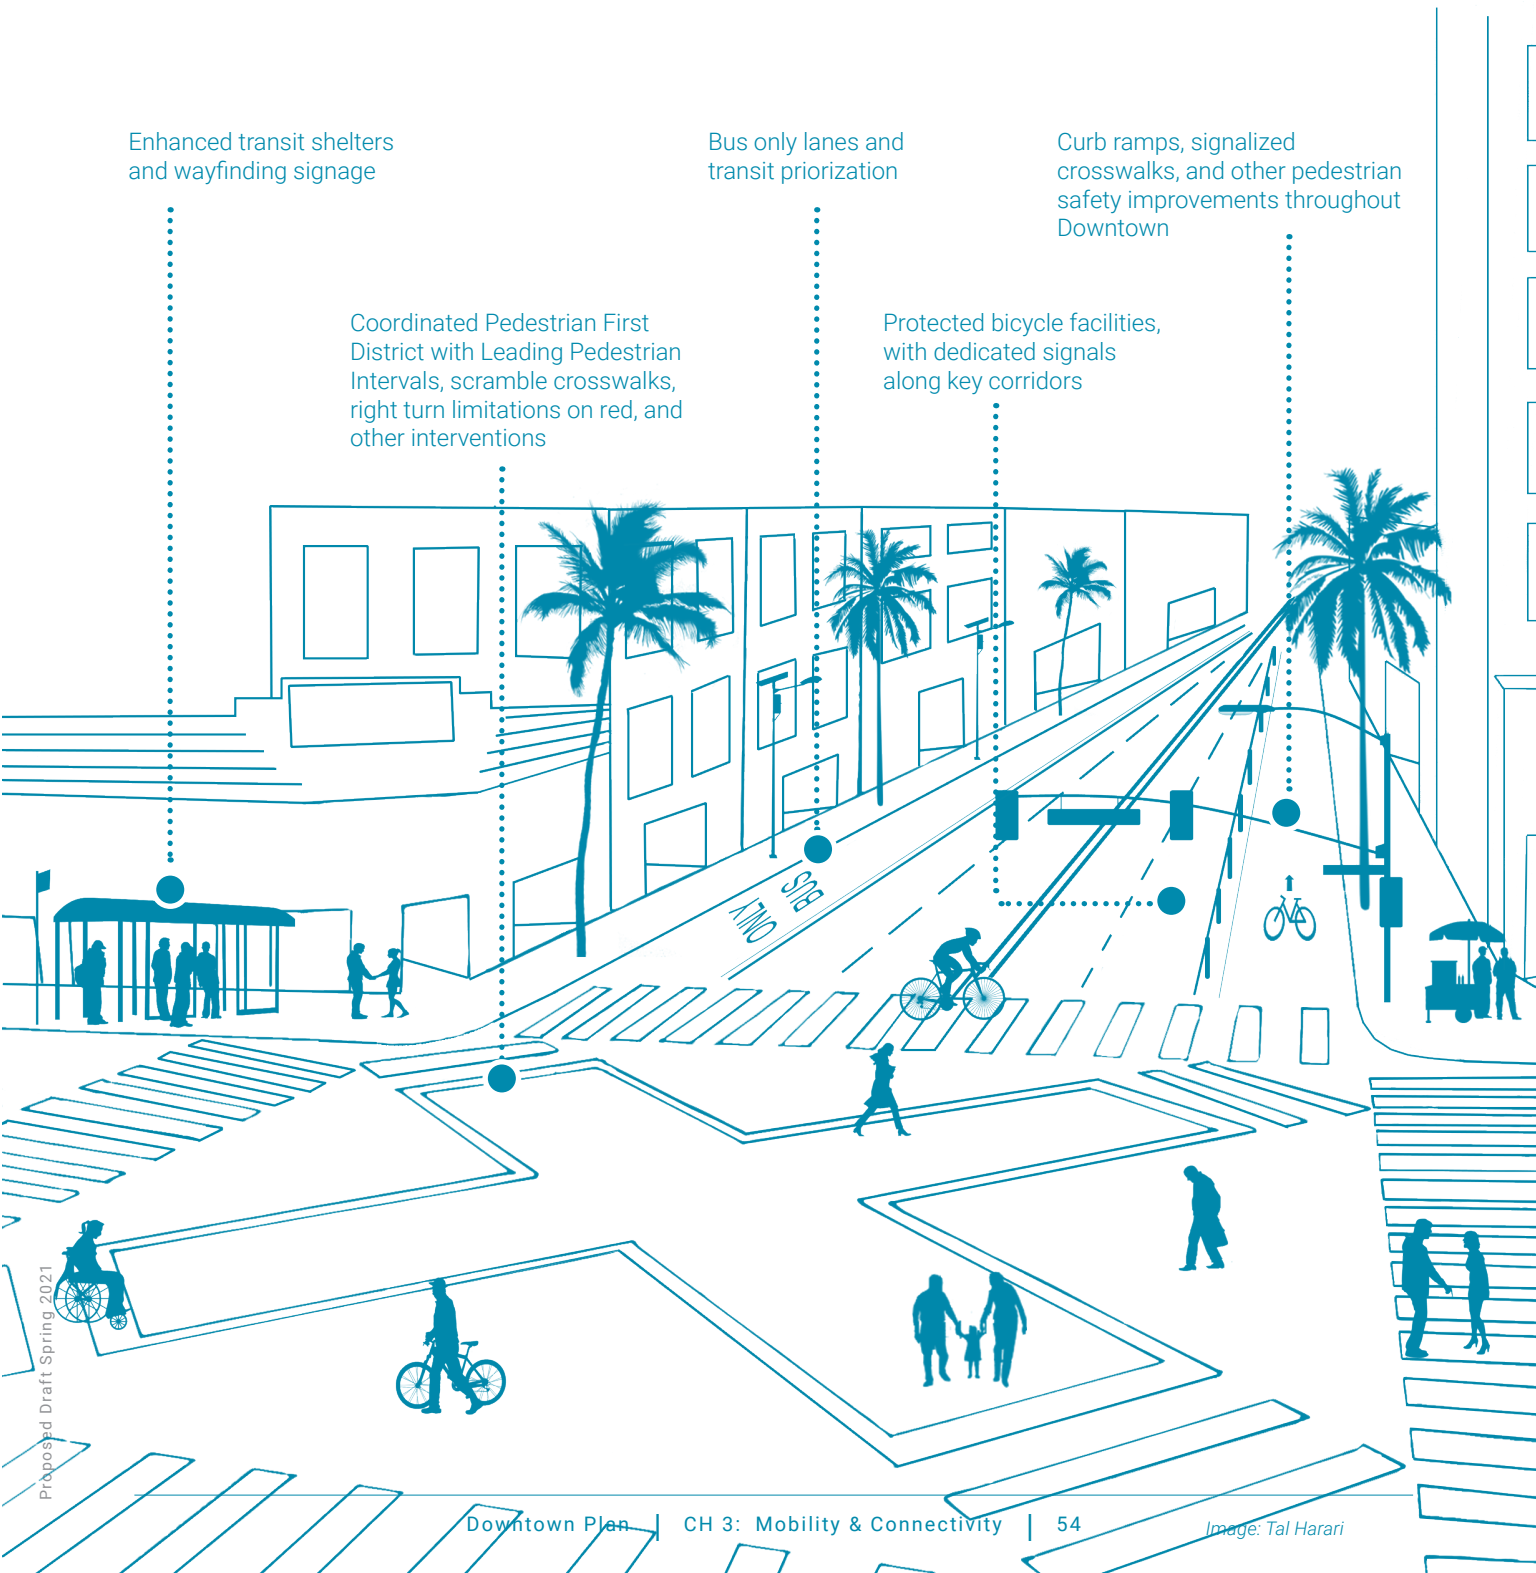 Enhanced transit shelters
and wayfinding signage
Bus only lanes and
transit priorization
Curb ramps, signalized
crosswalks, and other pedestrian
safety improvements throughout
Downtown
Coordinated Pedestrian First
District with Leading Pedestrian
Intervals, scramble crosswalks,
right turn limitations on red, and
other interventions
Protected bicycle facilities,
with dedicated signals
along key corridors
BUS
ONLY
Proposed Draft Spring 2021
Downtown Plan | CH 3: Mobility & Connectivity | 54
Image: Tal Harari